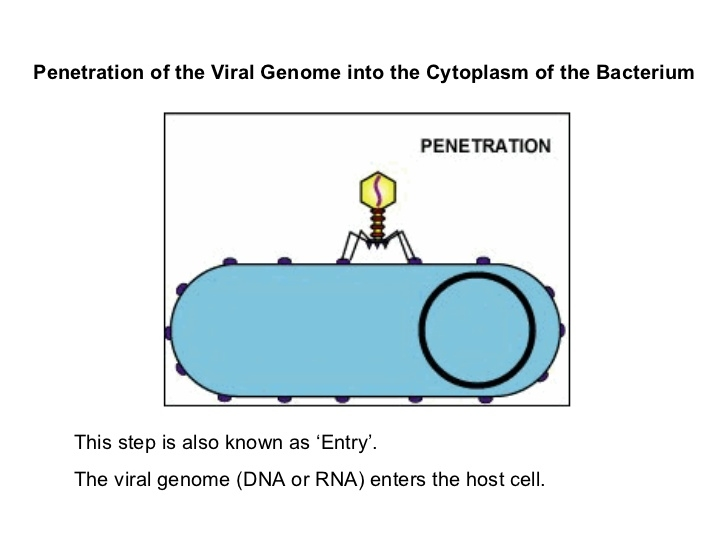 Penetration of the Viral Genome into the Cytoplasm of the Bacterium
PENETRATION
This step is also known as ‘Entry’.
The viral genome (DNA or RNA) enters the host cell.